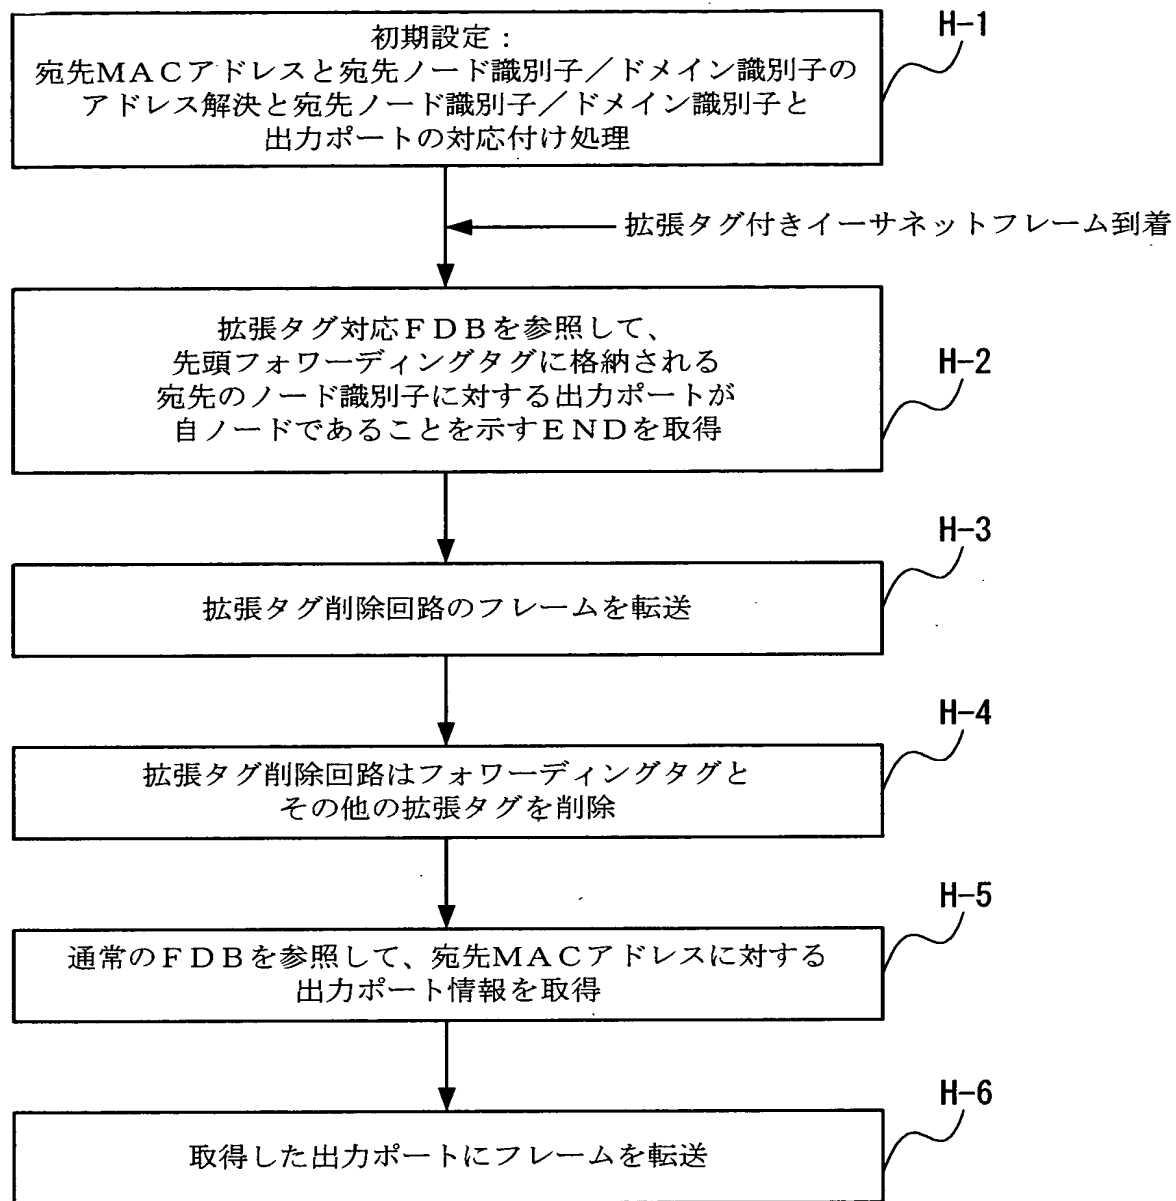 H-1
初期設定：
宛先ＭＡＣアドレスと宛先ノード識別子／ドメイン識別子の
アドレス解決と宛先ノード識別子／ドメイン識別子と
出力ポートの対応付け処理
拡張タグ付きイーサネットフレーム到着
H-2
拡張タグ対応ＦＤＢを参照して、
先頭フォワーディングタグに格納される
宛先のノード識別子に対する出力ポートが
自ノードであることを示すＥＮＤを取得
H-3
拡張タグ削除回路のフレームを転送
H-4
拡張タグ削除回路はフォワーディングタグと
その他の拡張タグを削除
H-5
通常のＦＤＢを参照して、宛先ＭＡＣアドレスに対する
出力ポート情報を取得
H-6
取得した出力ポートにフレームを転送